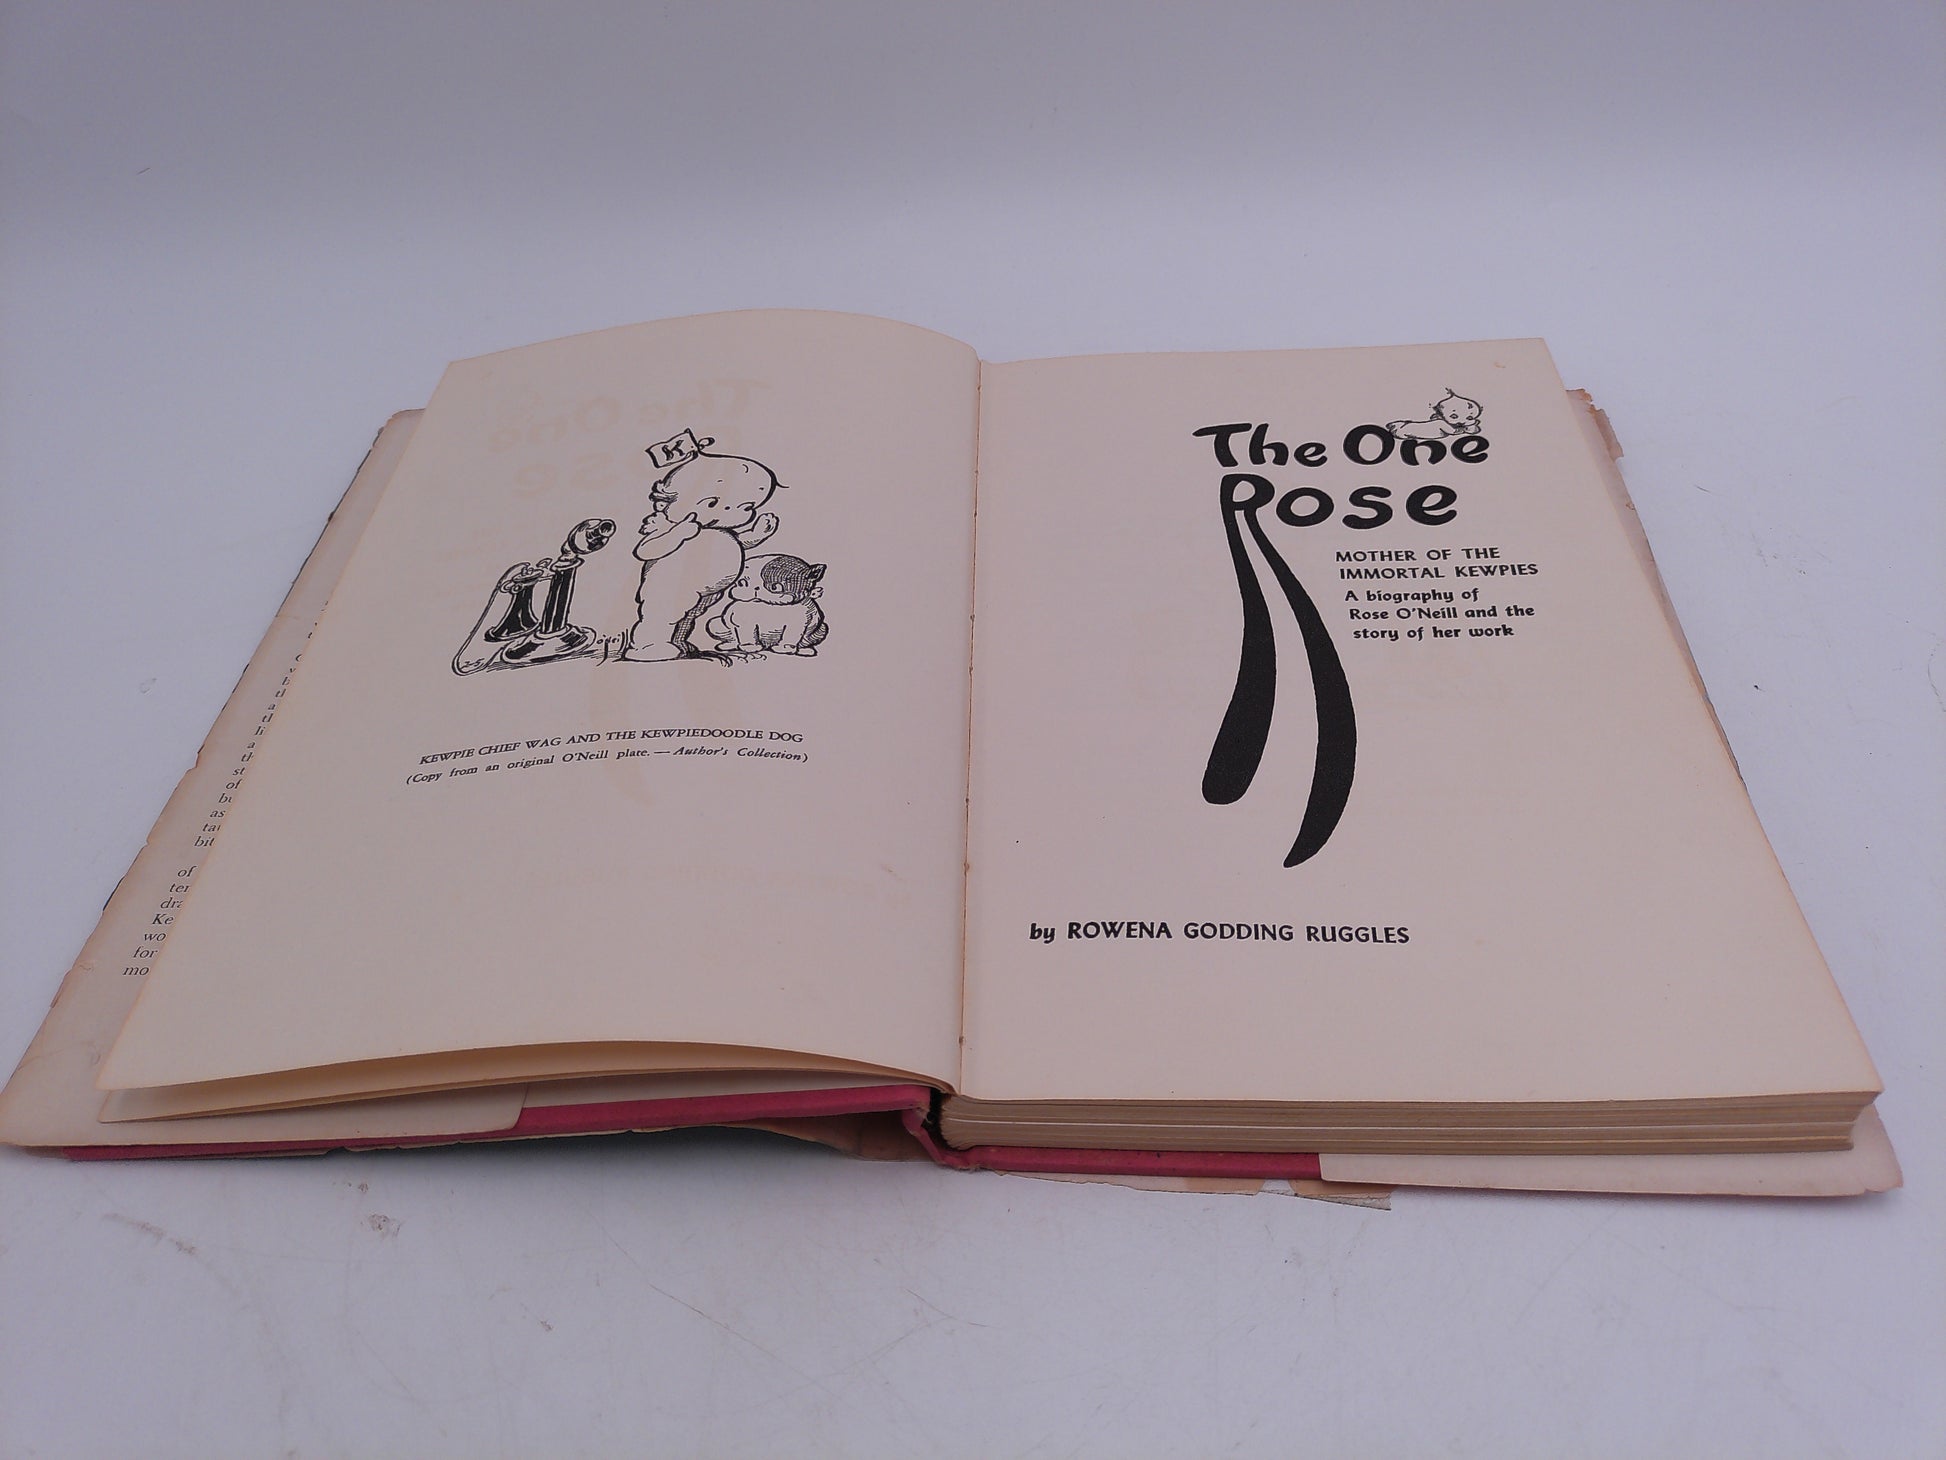 K
O'Neill
KEWPIE CHIEF WAG AND THE KEWPIEDOODLE DOG
(Copy from an original O'Neill plate. — Author's Collection)
The One
Rose
MOTHER OF THE
IMMORTAL KEWPIES
A biography of
Rose O'Neill and the
story of her work
by ROWENA GODDING RUGGLES